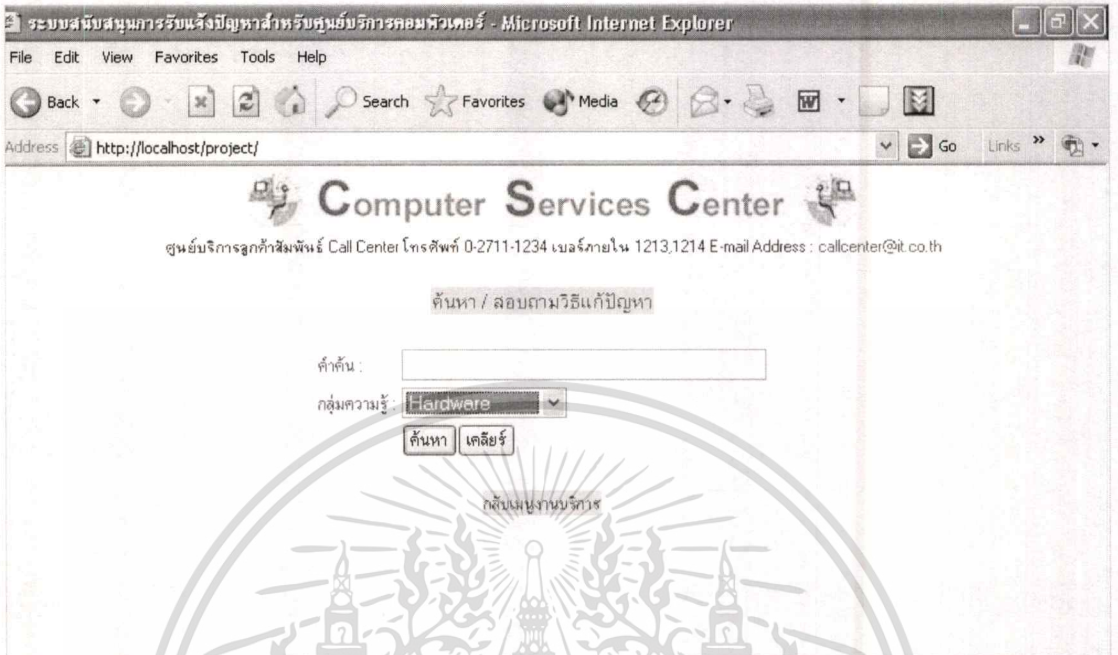 ระบบสนับสนุนการรับแจ้งปัญหาสำหรับศูนย์บริการคอมพิวเตอร์ - Microsoft Internet Explorer
File Edit View Favorites Tools Help
Back Search Favorites Media
Address http://localhost/project/ Go Links »
Computer Services Center
ศูนย์บริการลูกค้าสัมพันธ์ Call Center โทรศัพท์ 0-2711-1234 เบอร์ภายใน 1213,1214 E-mail Address : callcenter@it.co.th
ค้นหา / สอบถามวิธีแก้ปัญหา
คำค้น :
กลุ่มความรู้ : Hardware
ค้นหา เคลียร์
กลับเมนูงานบริการ